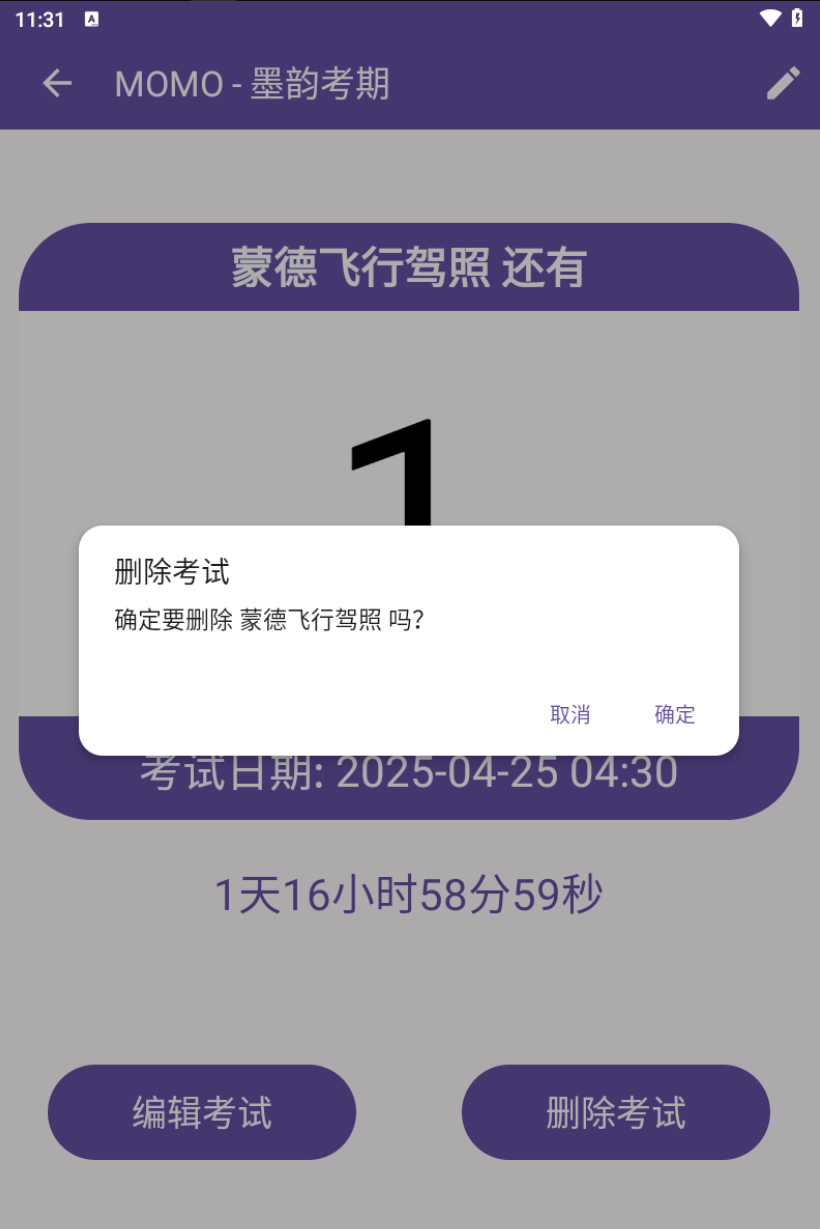 11:31
MOMO - 墨韵考期
蒙德飞行驾照 还有
1
删除考试
确定要删除 蒙德飞行驾照 吗?
取消 确定
考试日期: 2025-04-25 04:30
1天16小时58分59秒
编辑考试 删除考试